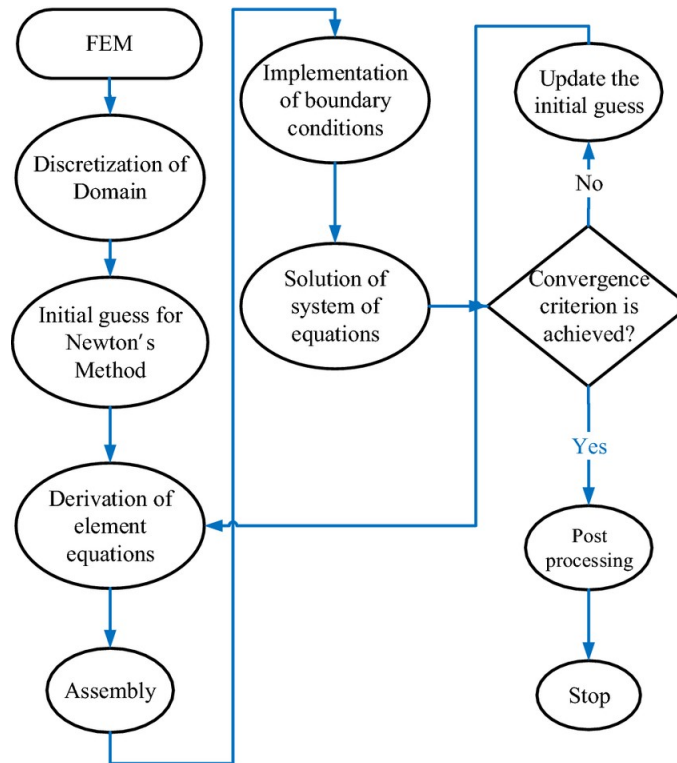 FEM
Discretization of
Domain
Initial guess for
Newton's
Method
Derivation of
element
equations
Assembly
Implementation
of boundary
conditions
Solution of
system of
equations
Update the
initial guess
No
Convergence
criterion is
achieved?
Yes
Post
processing
Stop